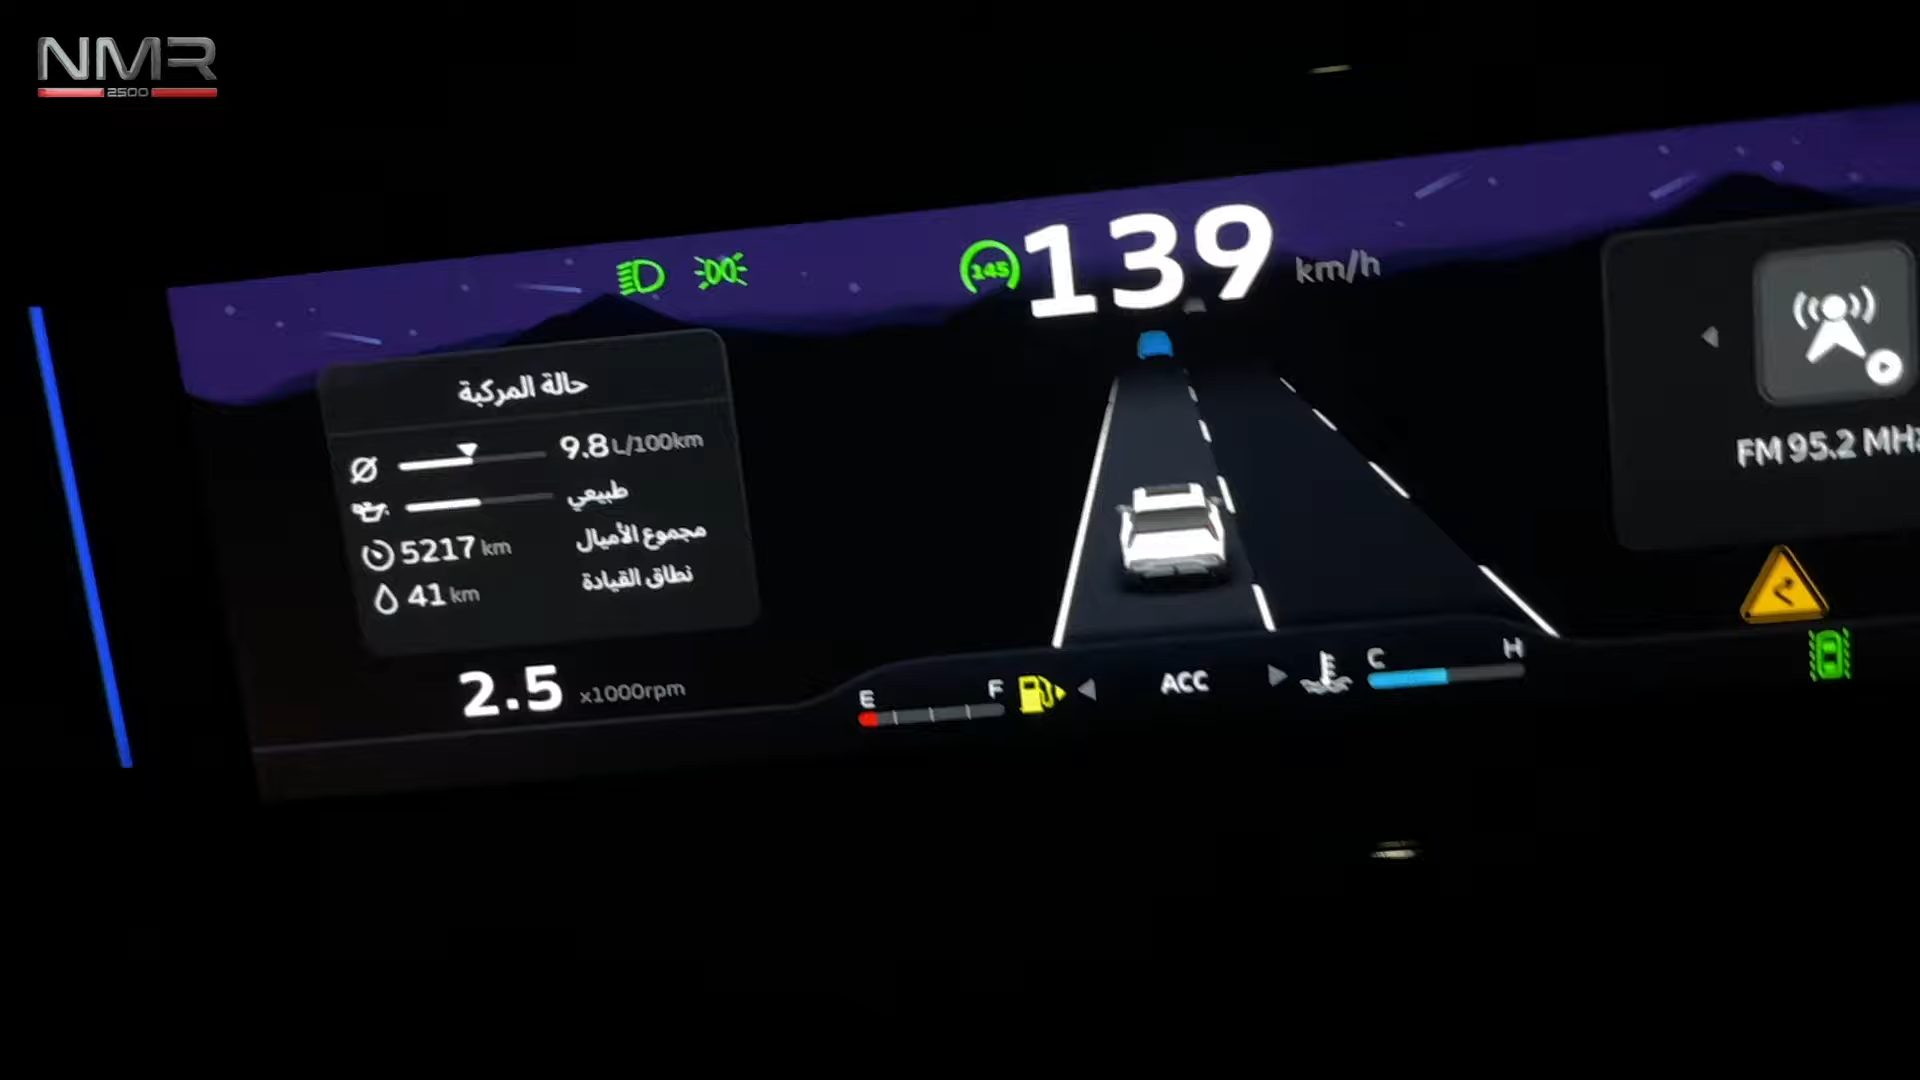 NMR
2500
145
139 km/h
حالة المركبة
9.8 L/100km
طبيعي
5217 km مجموع الأميال
41 km نطاق القيادة
FM 95.2 MHz
2.5 x1000rpm
E F
ACC
C H